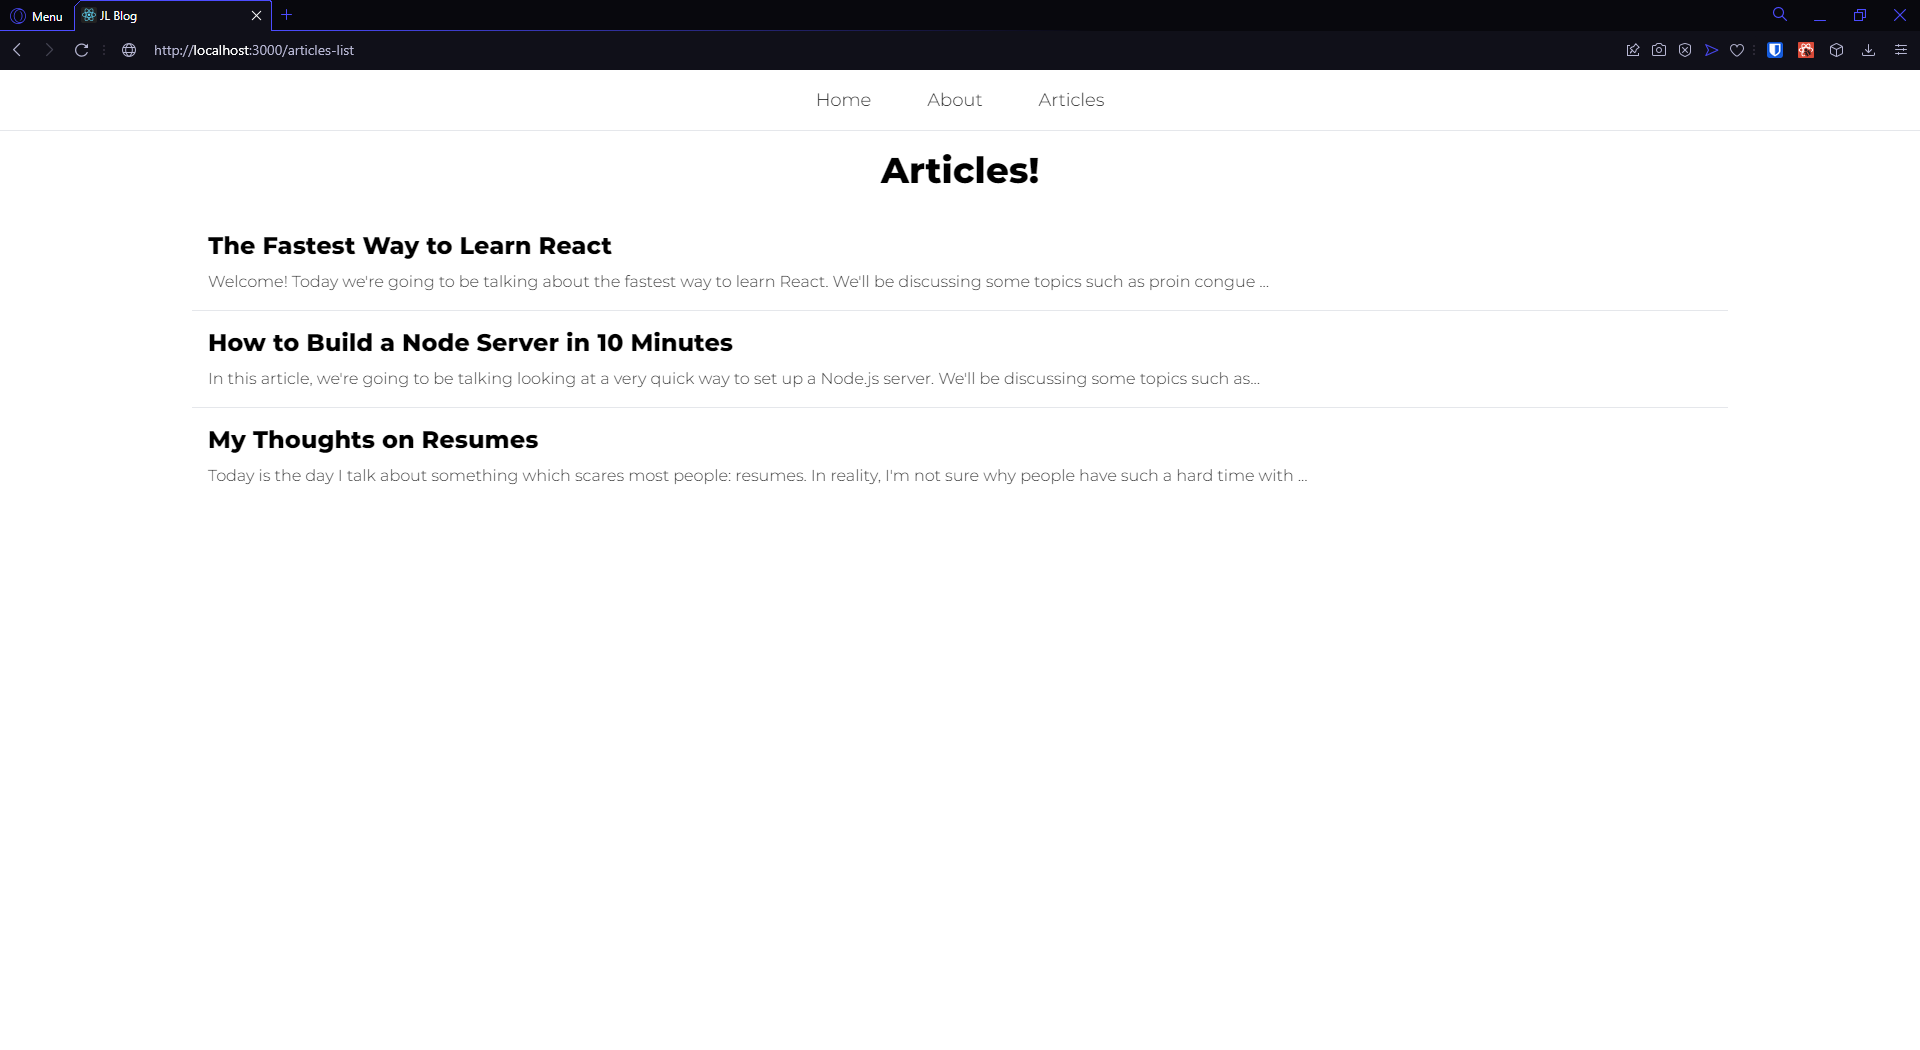 Menu
JL Blog
http://localhost:3000/articles-list
Home About Articles
Articles!
The Fastest Way to Learn React
Welcome! Today we're going to be talking about the fastest way to learn React. We'll be discussing some topics such as proin congue ...
How to Build a Node Server in 10 Minutes
In this article, we're going to be talking looking at a very quick way to set up a Node.js server. We'll be discussing some topics such as...
My Thoughts on Resumes
Today is the day I talk about something which scares most people: resumes. In reality, I'm not sure why people have such a hard time with ...